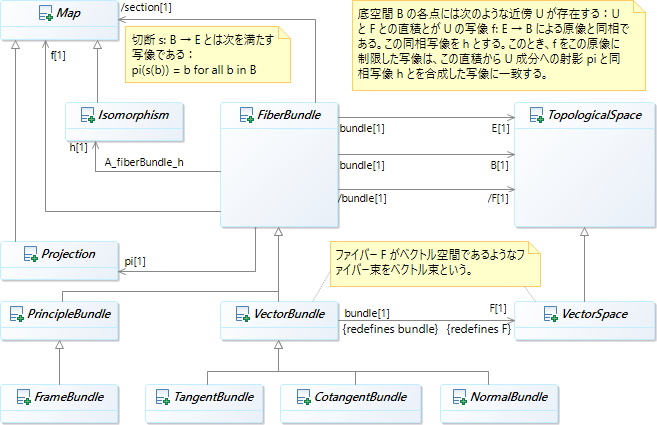 Map
/section[1]
f[1]
切断 s: B → E とは次を満たす
写像である：
pi(s(b)) = b for all b in B
底空間 B の各点には次のような近傍 U が存在する：U
と F との直積とが U の写像 f: E → B による原像と同相で
ある。この同相写像を h とする。このとき、f をこの原像に
制限した写像は、この直積から U 成分への射影 pi と同
相写像 h とを合成した写像に一致する。
Isomorphism
FiberBundle
TopologicalSpace
h[1]
A_fiberBundle_h
bundle[1]
E[1]
bundle[1]
B[1]
/bundle[1]
/F[1]
Projection
pi[1]
ファイバー F がベクトル空間であるようなフ
ァイバー束をベクトル束という。
PrincipleBundle
VectorBundle
bundle[1]
F[1]
{redefines bundle}
{redefines F}
VectorSpace
FrameBundle
TangentBundle
CotangentBundle
NormalBundle